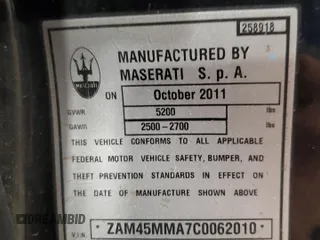 258918
MANUFACTURED BY
MASERATI S.p.A.
MASERATI
ON October 2011
GVWR 5200 lbs
GAWR 2500-2700 lbs
THIS VEHICLE CONFORMS TO ALL APPLICABLE
FEDERAL MOTOR VEHICLE SAFETY, BUMPER, AND
THEFT PREVENTION STANDARDS IN EFFECT ON
THE DATE OF MANUFACTURE SHOWN ABOVE
V.I.N. ZAM45MMA7C0062010
DREAMBID